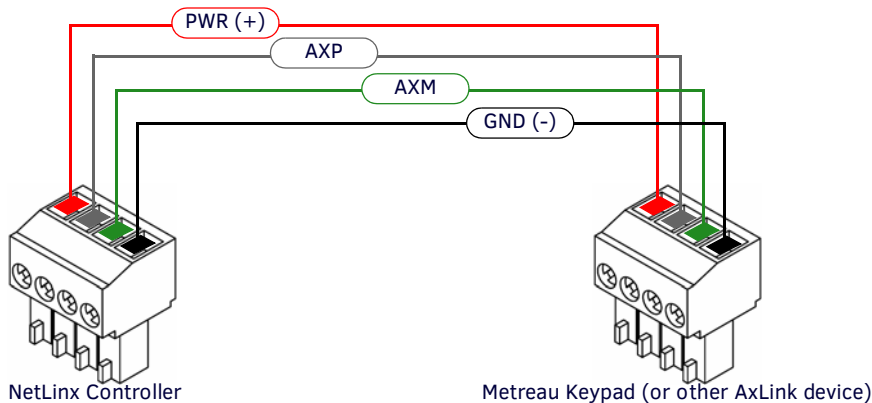 PWR (+)
AXP
AXM
GND (-)
NetLinx Controller
Metreau Keypad (or other AxLink device)